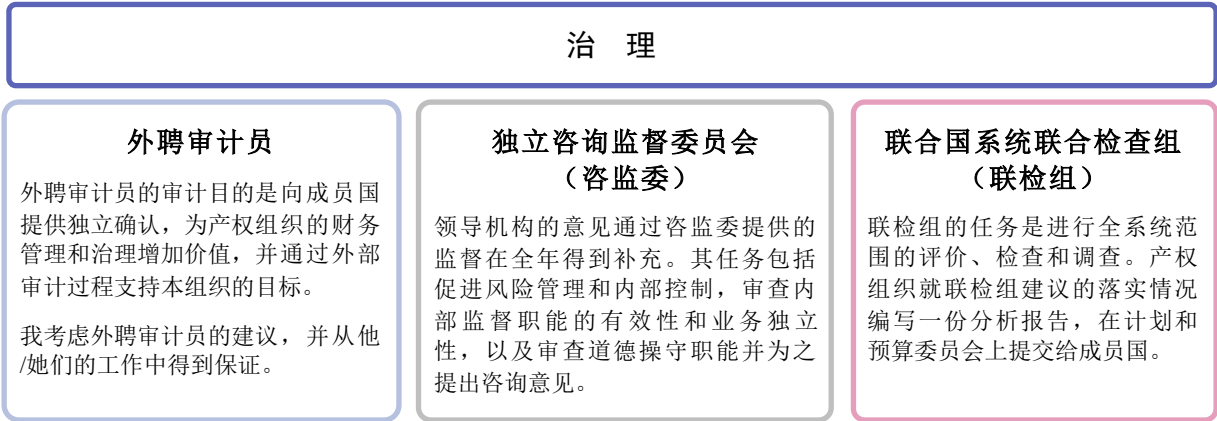 治 理
外聘审计员
外聘审计员的审计目的是向成员国
提供独立确认，为产权组织的财务
管理和治理增加价值，并通过外部
审计过程支持本组织的目标。
我考虑外聘审计员的建议，并从他
/她们的工作中得到保证。
独立咨询监督委员会
（咨监委）
领导机构的意见通过咨监委提供的
监督在全年得到补充。其任务包括
促进风险管理和内部控制，审查内
部监督职能的有效性和业务独立
性，以及审查道德操守职能并为之
提出咨询意见。
联合国系统联合检查组
（联检组）
联检组的任务是进行全系统范
围的评价、检查和调查。产权
组织就联检组建议的落实情况
编写一份分析报告，在计划和
预算委员会上提交给成员国。